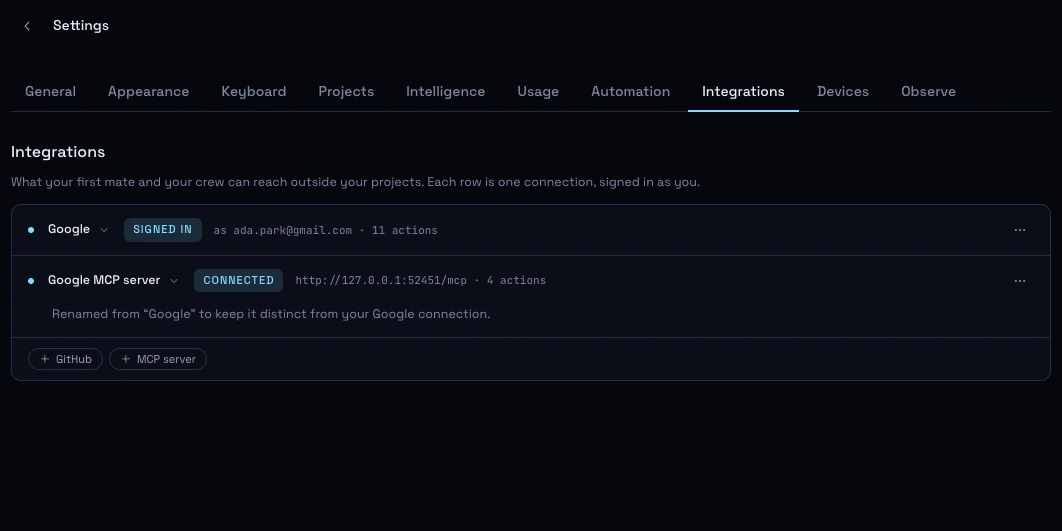 Settings
General Appearance Keyboard Projects Intelligence Usage Automation Integrations Devices Observe
Integrations
What your first mate and your crew can reach outside your projects. Each row is one connection, signed in as you.
Google SIGNED IN as ada.park@gmail.com · 11 actions
Google MCP server CONNECTED http://127.0.0.1:52451/mcp · 4 actions
Renamed from “Google” to keep it distinct from your Google connection.
+ GitHub + MCP server